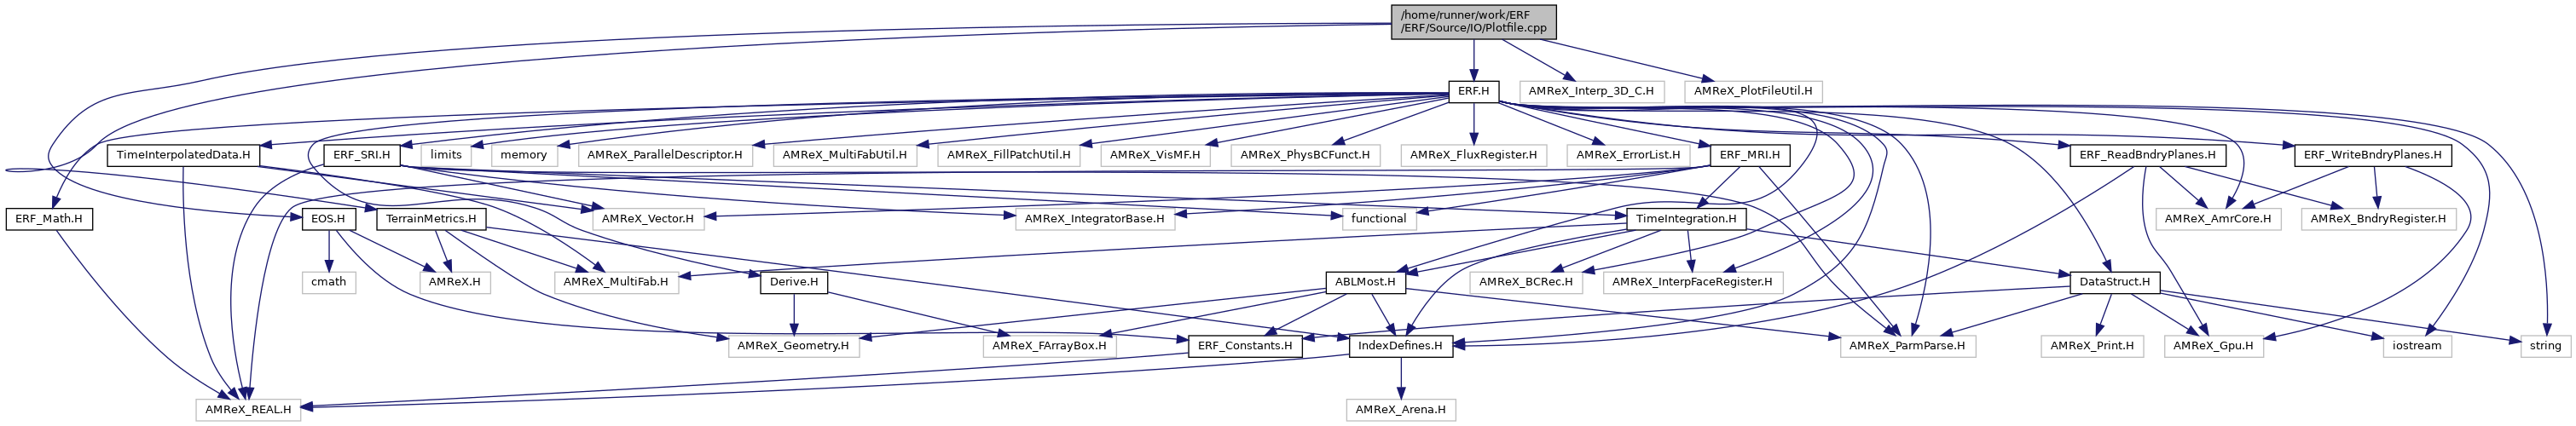 /home/runner/work/ERF
/ERF/Source/IO/Plotfile.cpp
ERF.H
AMReX_Interp_3D_C.H
AMReX_PlotFileUtil.H
TimeInterpolatedData.H
ERF_SRI.H
limits
memory
AMReX_ParallelDescriptor.H
AMReX_MultiFabUtil.H
AMReX_FillPatchUtil.H
AMReX_VisMF.H
AMReX_PhysBCFunct.H
AMReX_FluxRegister.H
AMReX_ErrorList.H
ERF_MRI.H
ERF_ReadBndryPlanes.H
ERF_WriteBndryPlanes.H
ERF_Math.H
EOS.H
TerrainMetrics.H
AMReX_Vector.H
AMReX_IntegratorBase.H
functional
TimeIntegration.H
AMReX_AmrCore.H
AMReX_BndryRegister.H
cmath
AMReX.H
AMReX_MultiFab.H
Derive.H
ABLMost.H
AMReX_BCRec.H
AMReX_InterpFaceRegister.H
DataStruct.H
AMReX_Geometry.H
AMReX_FArrayBox.H
ERF_Constants.H
IndexDefines.H
AMReX_ParmParse.H
AMReX_Print.H
AMReX_Gpu.H
iostream
string
AMReX_REAL.H
AMReX_Arena.H